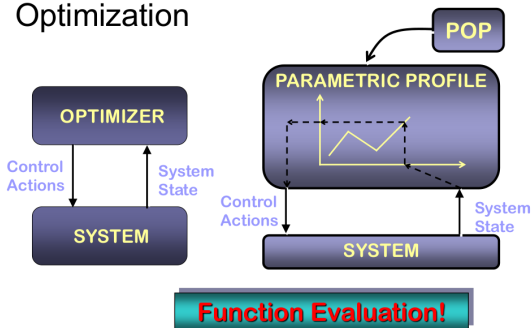 Optimization
POP
PARAMETRIC PROFILE
OPTIMIZER
Control
Actions
System
State
SYSTEM
Control
Actions
System
State
SYSTEM
Function Evaluation!